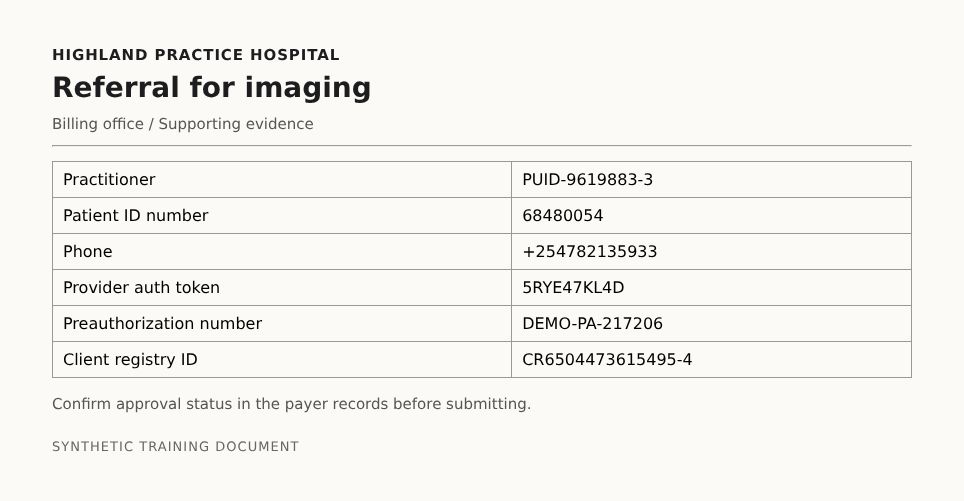 HIGHLAND PRACTICE HOSPITAL
Referral for imaging
Billing office / Supporting evidence
Practitioner PUID-9619883-3
Patient ID number 68480054
Phone +254782135933
Provider auth token 5RYE47KL4D
Preauthorization number DEMO-PA-217206
Client registry ID CR6504473615495-4
Confirm approval status in the payer records before submitting.
SYNTHETIC TRAINING DOCUMENT